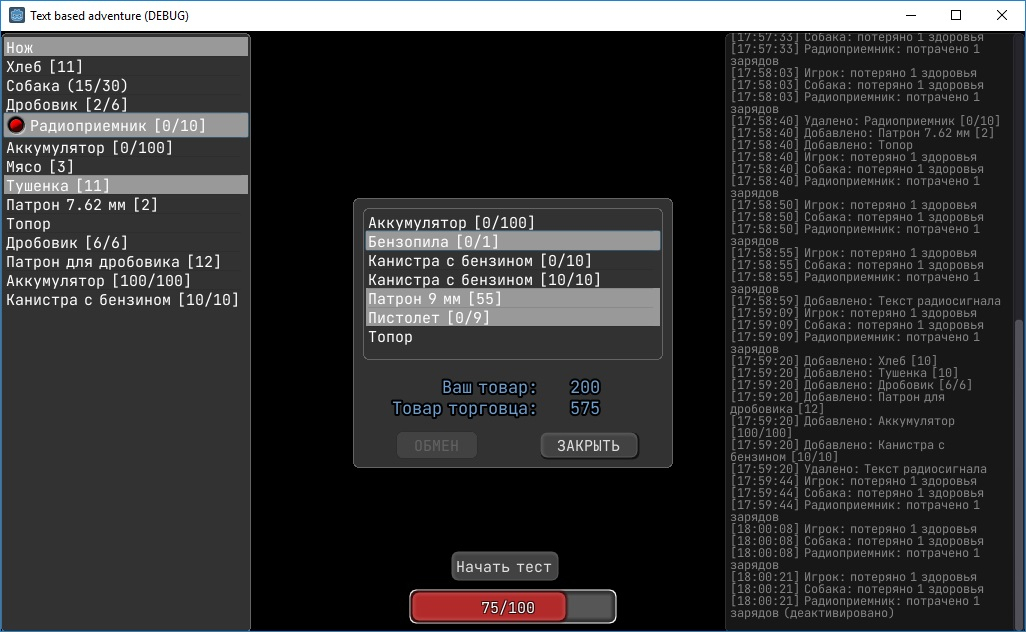 Text based adventure (DEBUG)
Нож
Хлеб [11]
Собака (15/30)
Дробовик [2/6]
Радиоприемник [0/10]
Аккумулятор [0/100]
Мясо [3]
Тушенка [11]
Патрон 7.62 мм [2]
Топор
Дробовик [6/6]
Патрон для дробовика [12]
Аккумулятор [100/100]
Канистра с бензином [10/10]
Аккумулятор [0/100]
Бензопила [0/1]
Канистра с бензином [0/10]
Канистра с бензином [10/10]
Патрон 9 мм [55]
Пистолет [0/9]
Топор
Ваш товар: 200
Товар торговца: 575
ОБМЕН ЗАКРЫТЬ
Начать тест
75/100
[17:57:33] Собака: потеряно 1 здоровья
[17:57:33] Радиоприемник: потрачено 1
зарядов
[17:58:03] Игрок: потеряно 1 здоровья
[17:58:03] Собака: потеряно 1 здоровья
[17:58:03] Радиоприемник: потрачено 1
зарядов
[17:58:40] Удалено: Радиоприемник [0/10]
[17:58:40] Добавлено: Патрон 7.62 мм [2]
[17:58:40] Добавлено: Топор
[17:58:40] Игрок: потеряно 1 здоровья
[17:58:40] Собака: потеряно 1 здоровья
[17:58:40] Радиоприемник: потрачено 1
зарядов
[17:58:50] Игрок: потеряно 1 здоровья
[17:58:50] Собака: потеряно 1 здоровья
[17:58:50] Радиоприемник: потрачено 1
зарядов
[17:58:55] Игрок: потеряно 1 здоровья
[17:58:55] Собака: потеряно 1 здоровья
[17:58:55] Радиоприемник: потрачено 1
зарядов
[17:58:59] Добавлено: Текст радиосигнала
[17:59:09] Игрок: потеряно 1 здоровья
[17:59:09] Собака: потеряно 1 здоровья
[17:59:09] Радиоприемник: потрачено 1
зарядов
[17:59:20] Добавлено: Хлеб [10]
[17:59:20] Добавлено: Тушенка [10]
[17:59:20] Добавлено: Дробовик [6/6]
[17:59:20] Добавлено: Патрон для
дробовика [12]
[17:59:20] Добавлено: Аккумулятор
[100/100]
[17:59:20] Добавлено: Канистра с
бензином [10/10]
[17:59:20] Удалено: Текст радиосигнала
[17:59:44] Игрок: потеряно 1 здоровья
[17:59:44] Собака: потеряно 1 здоровья
[17:59:44] Радиоприемник: потрачено 1
зарядов
[18:00:08] Игрок: потеряно 1 здоровья
[18:00:08] Собака: потеряно 1 здоровья
[18:00:08] Радиоприемник: потрачено 1
зарядов
[18:00:21] Игрок: потеряно 1 здоровья
[18:00:21] Собака: потеряно 1 здоровья
[18:00:21] Радиоприемник: потрачено 1
зарядов (деактивировано)